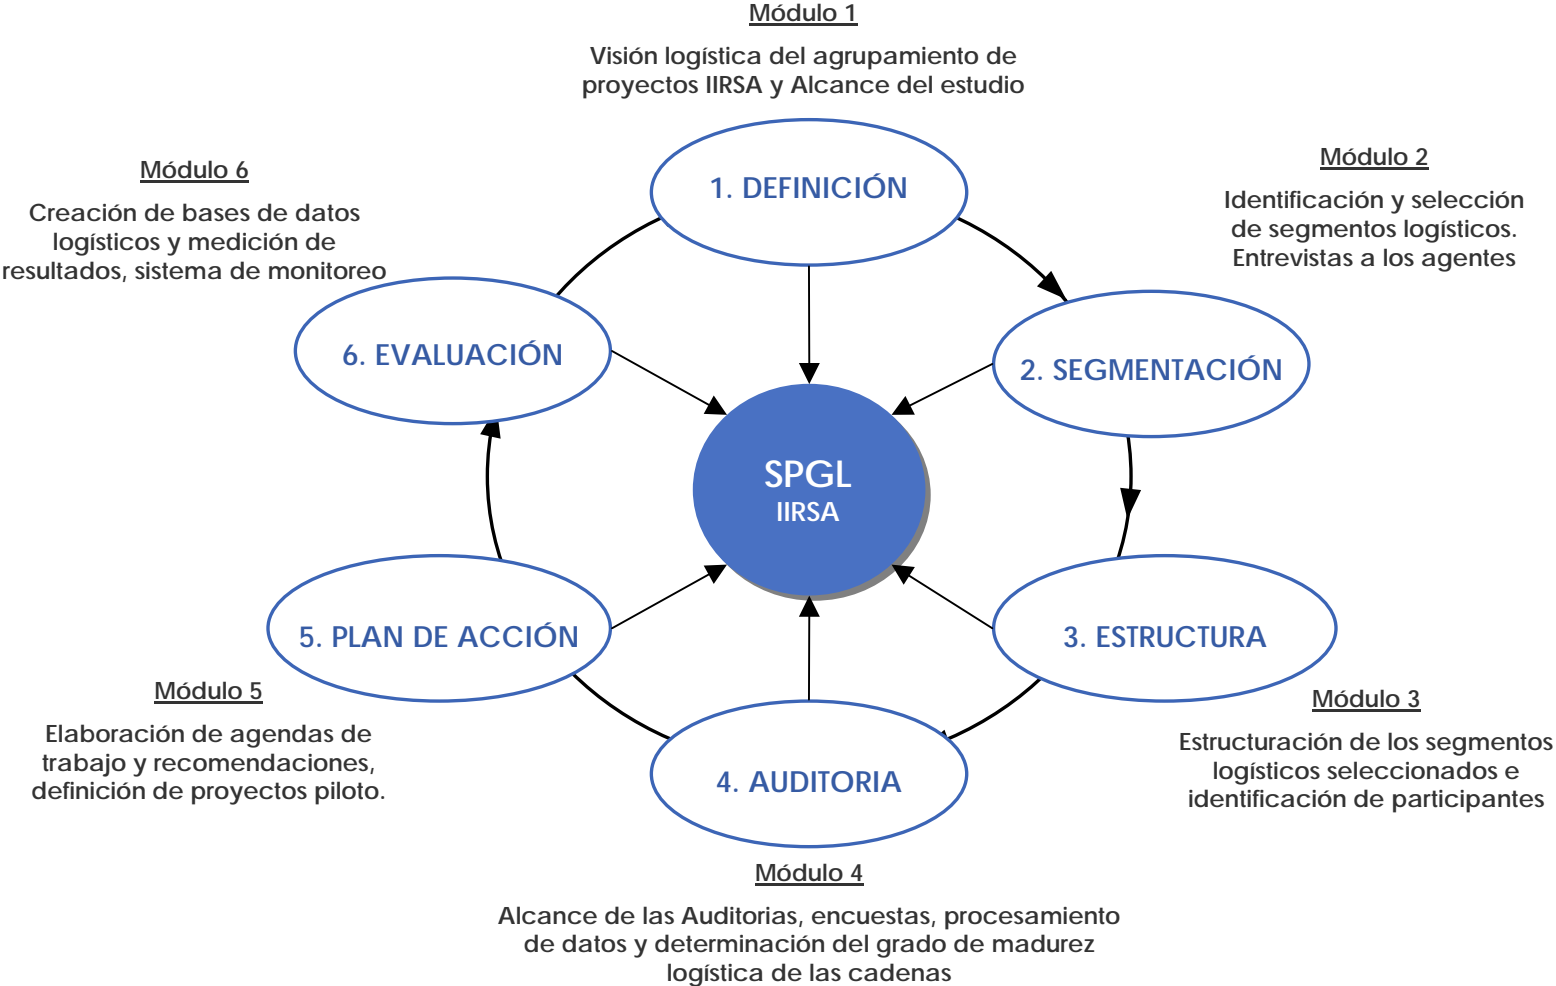 Módulo 1
Visión logística del agrupamiento de
proyectos IIRSA y Alcance del estudio
1. DEFINICIÓN
Módulo 2
Identificación y selección
de segmentos logísticos.
Entrevistas a los agentes
2. SEGMENTACIÓN
Módulo 6
Creación de bases de datos
logísticos y medición de
resultados, sistema de monitoreo
6. EVALUACIÓN
SPGL
IIRSA
5. PLAN DE ACCIÓN
Módulo 5
Elaboración de agendas de
trabajo y recomendaciones,
definición de proyectos piloto.
3. ESTRUCTURA
Módulo 3
Estructuración de los segmentos
logísticos seleccionados e
identificación de participantes
4. AUDITORIA
Módulo 4
Alcance de las Auditorias, encuestas, procesamiento
de datos y determinación del grado de madurez
logística de las cadenas